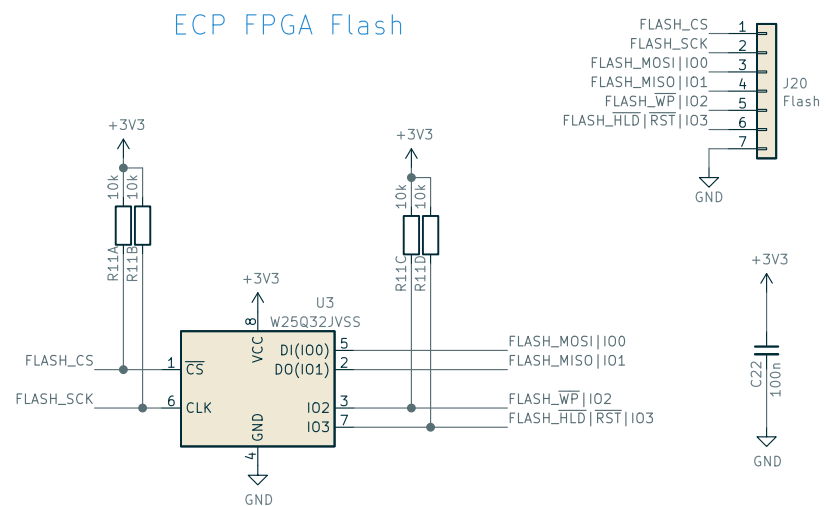 ECP FPGA Flash
FLASH_CS 1
FLASH_SCK 2
FLASH_MOSI|IO0 3
FLASH_MISO|IO1 4
FLASH_WP|IO2 5
FLASH_HLD|RST|IO3 6
7
J20
Flash
GND
+3V3
10k
10k
R11A
R11B
+3V3
10k
10k
R11C
R11D
+3V3
U3
W25Q32JVSS
8
VCC
FLASH_CS 1 CS
FLASH_SCK 6 CLK
DI(IO0) 5 FLASH_MOSI|IO0
DO(IO1) 2 FLASH_MISO|IO1
IO2 3 FLASH_WP|IO2
IO3 7 FLASH_HLD|RST|IO3
GND
4
GND
+3V3
C22
100n
GND